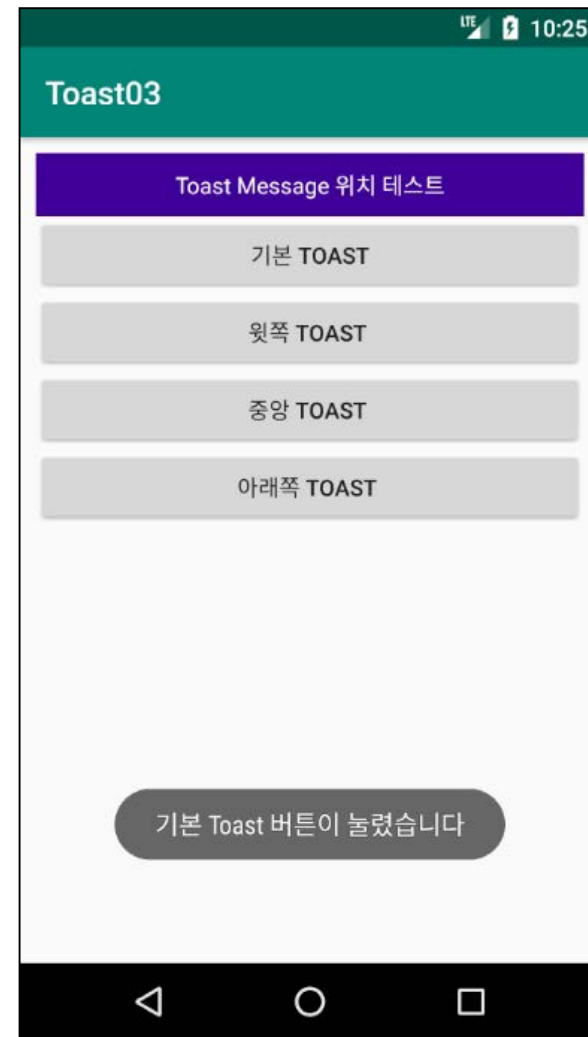 LTE 10:25
Toast03
Toast Message 위치 테스트
기본 TOAST
윗쪽 TOAST
중앙 TOAST
아래쪽 TOAST
기본 Toast 버튼이 눌렸습니다